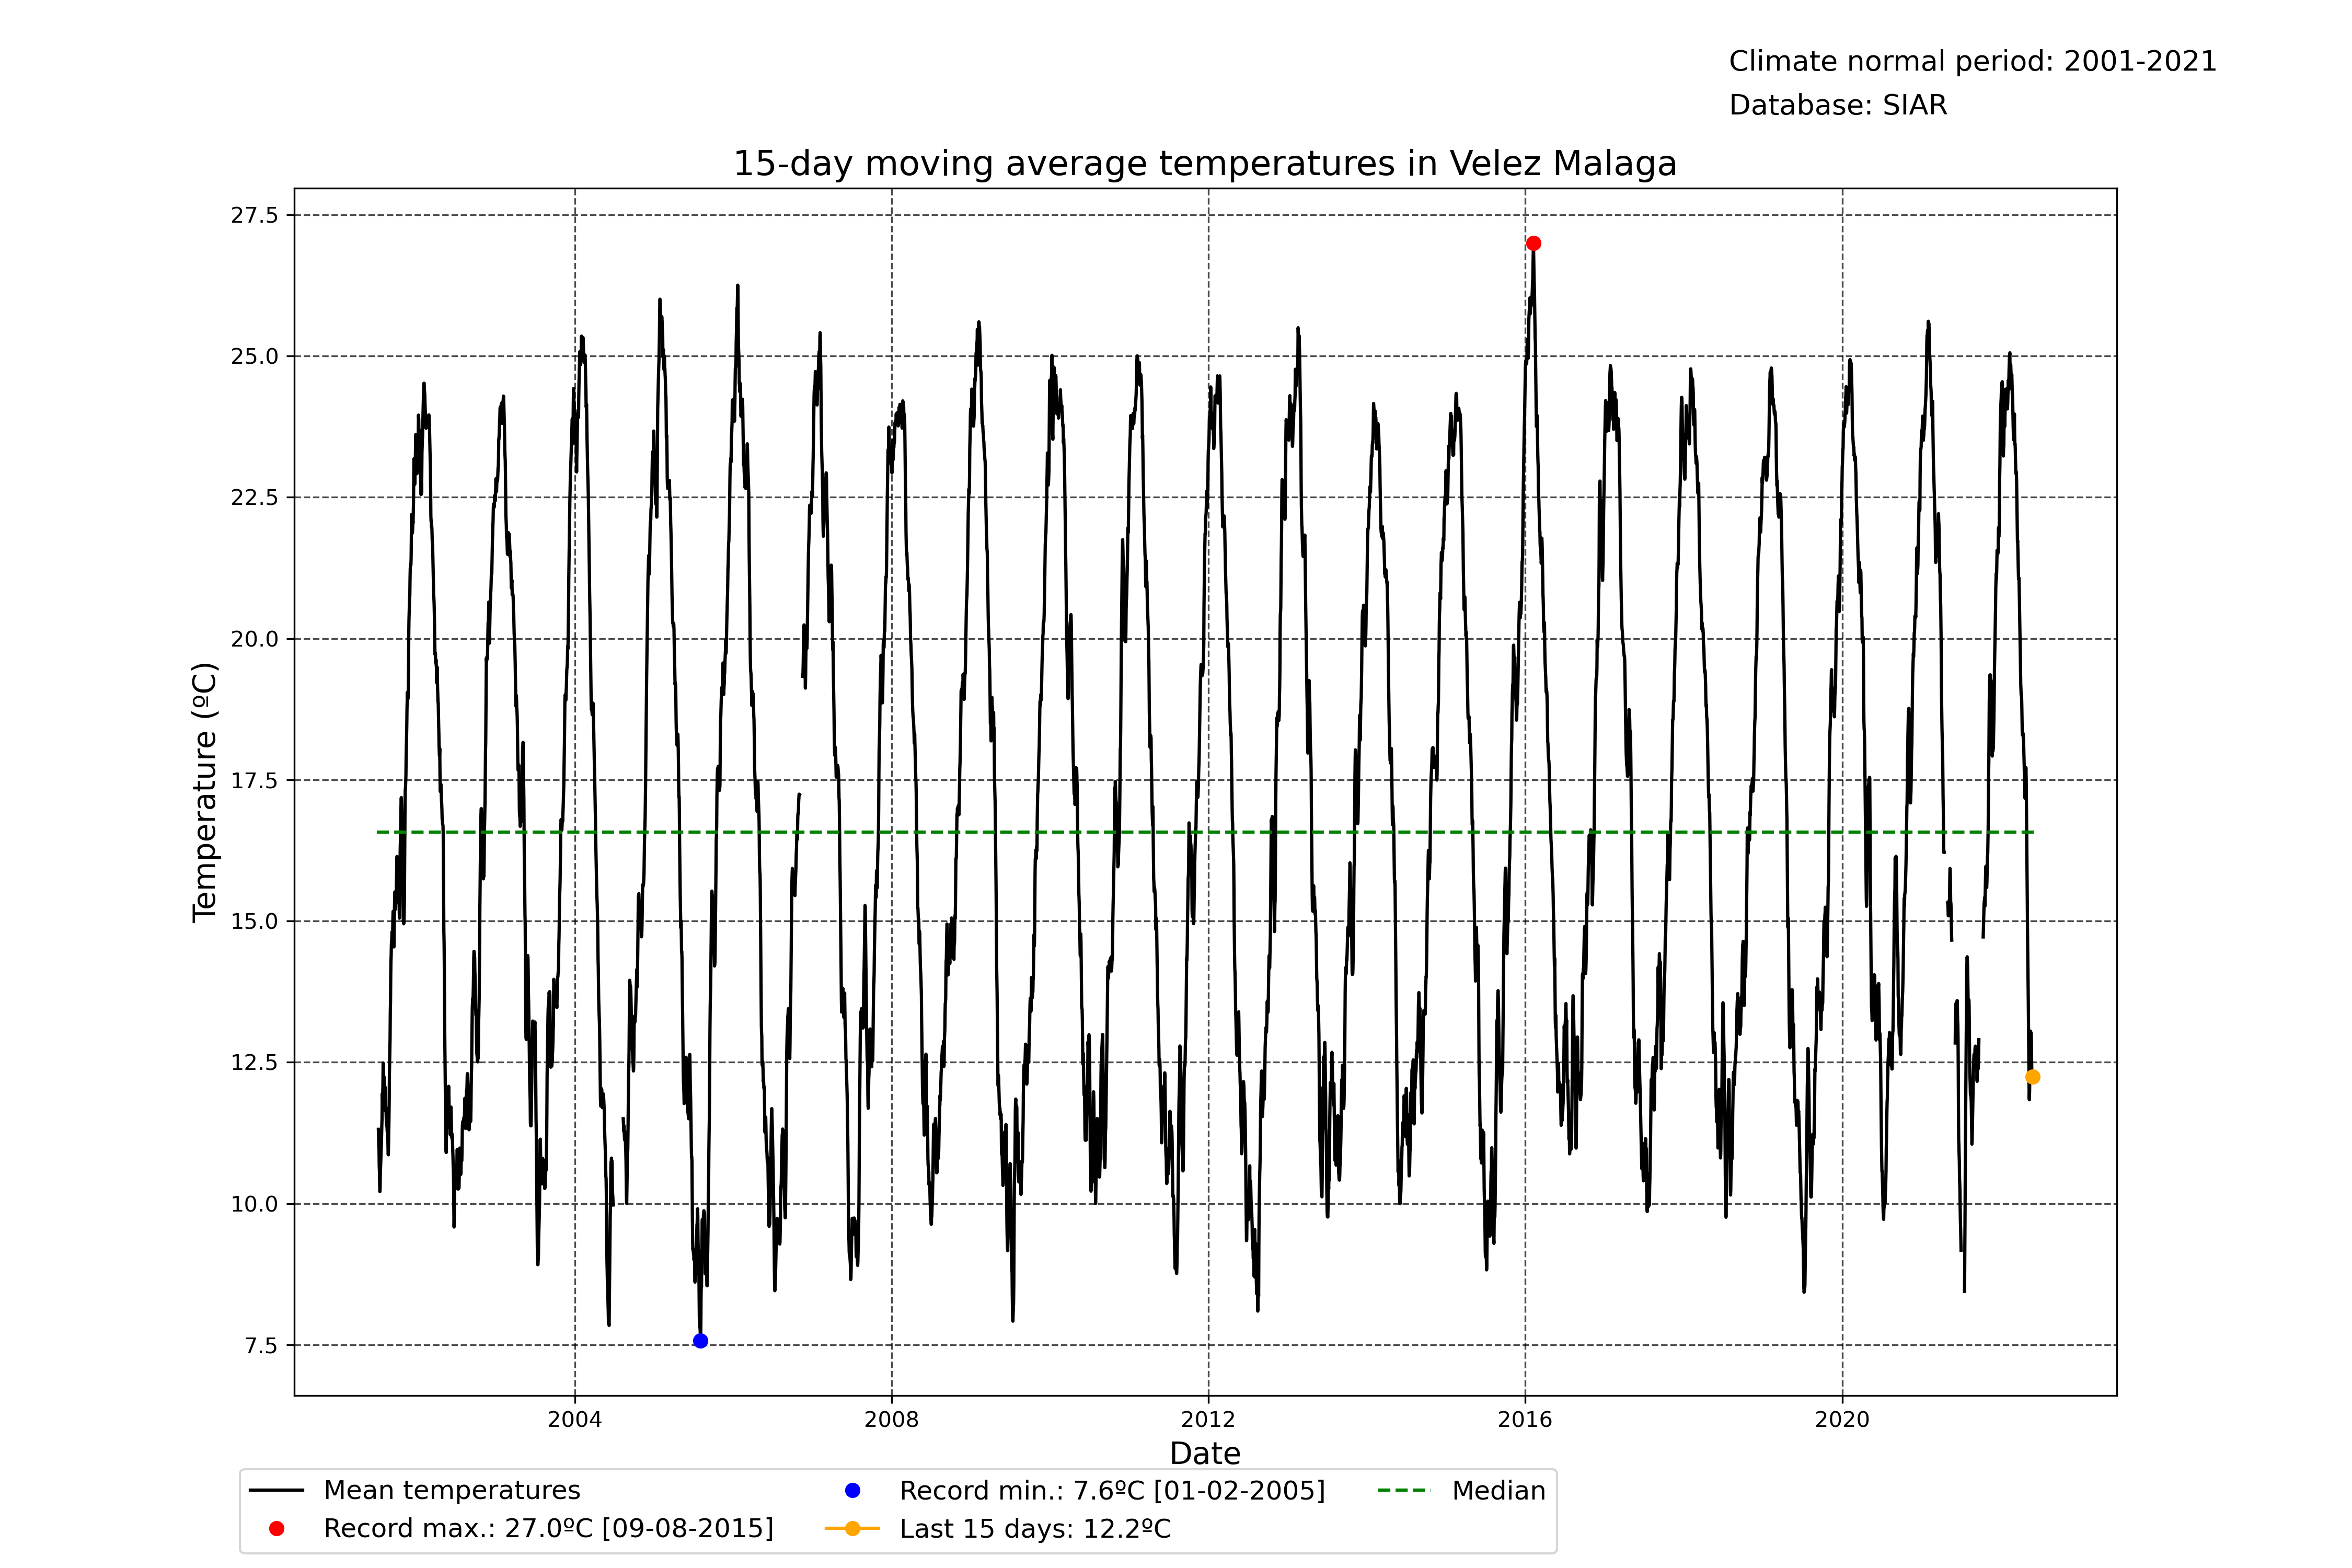 Climate normal period: 2001-2021
Database: SIAR
15-day moving average temperatures in Velez Malaga
27.5
25.0
22.5
20.0
17.5
15.0
12.5
10.0
7.5
Temperature (ºC)
2004 2008 2012 2016 2020
Date
Mean temperatures
Record max.: 27.0ºC [09-08-2015]
Record min.: 7.6ºC [01-02-2005]
Last 15 days: 12.2ºC
Median